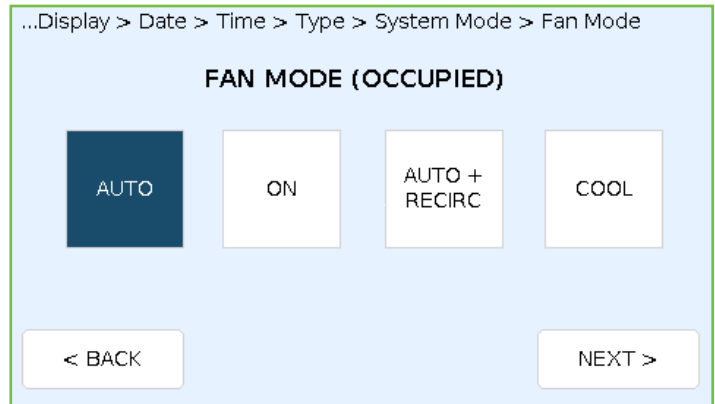 ...Display > Date > Time > Type > System Mode > Fan Mode
FAN MODE (OCCUPIED)
AUTO
ON
AUTO +
RECIRC
COOL
< BACK
NEXT >